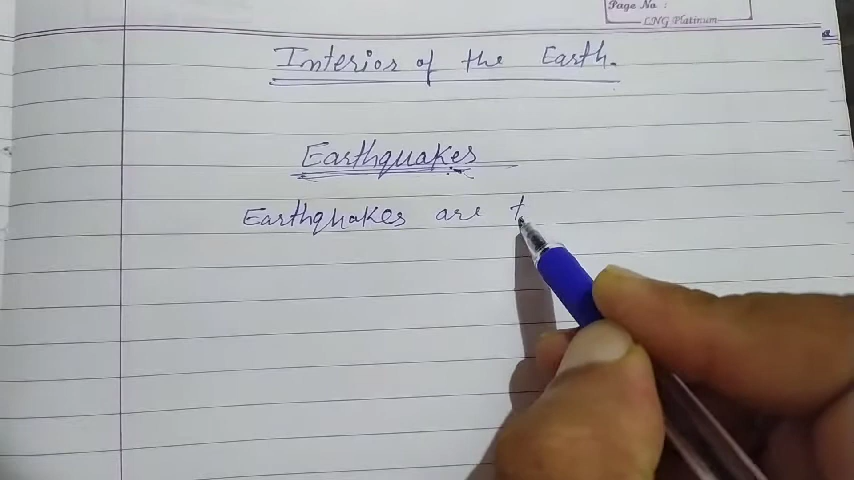 Page No :
LNG Platinum
Interior of the Earth.
Earthquakes
Earthquakes are t